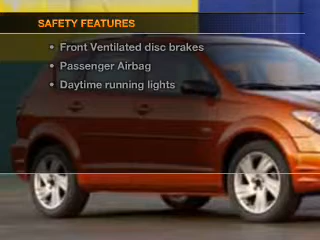 SAFETY FEATURES
• Front Ventilated disc brakes
• Passenger Airbag
• Daytime running lights